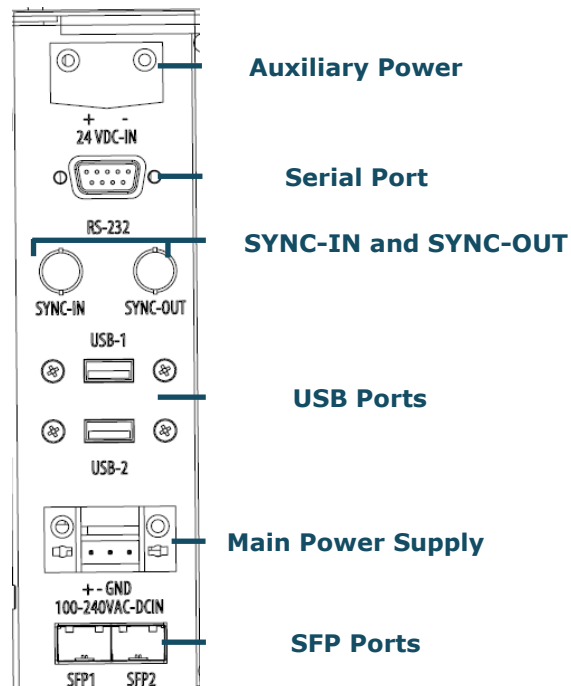 Auxiliary Power
+ -
24 VDC-IN
Serial Port
RS-232
SYNC-IN and SYNC-OUT
SYNC-IN SYNC-OUT
USB-1
USB Ports
USB-2
Main Power Supply
+ - GND
100-240VAC-DCIN
SFP Ports
SFP1 SFP2